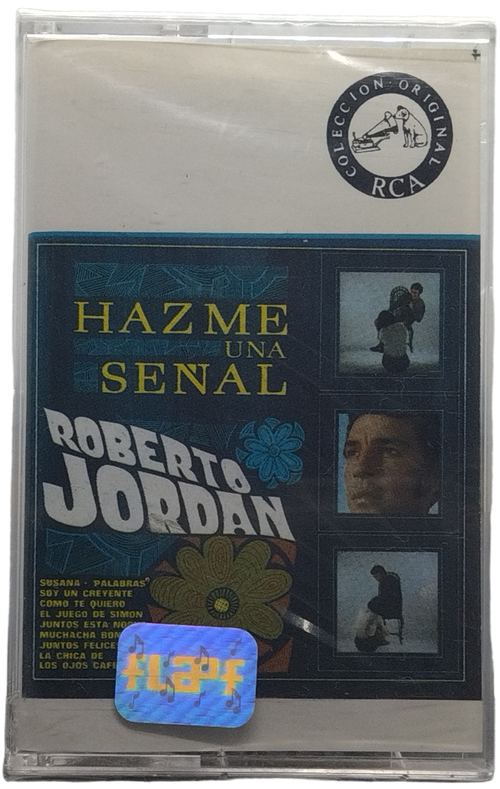 COLECCION ORIGINAL
RCA
HAZME
UNA
SEÑAL
ROBERTO
JORDAN
SUSANA - "PALABRAS"
SOY UN CREYENTE
COMO TE QUIERO
EL JUEGO DE SIMON
JUNTOS ESTA
MUCHACHA
JUNTOS
LA CHICA DE
LOS OJOS